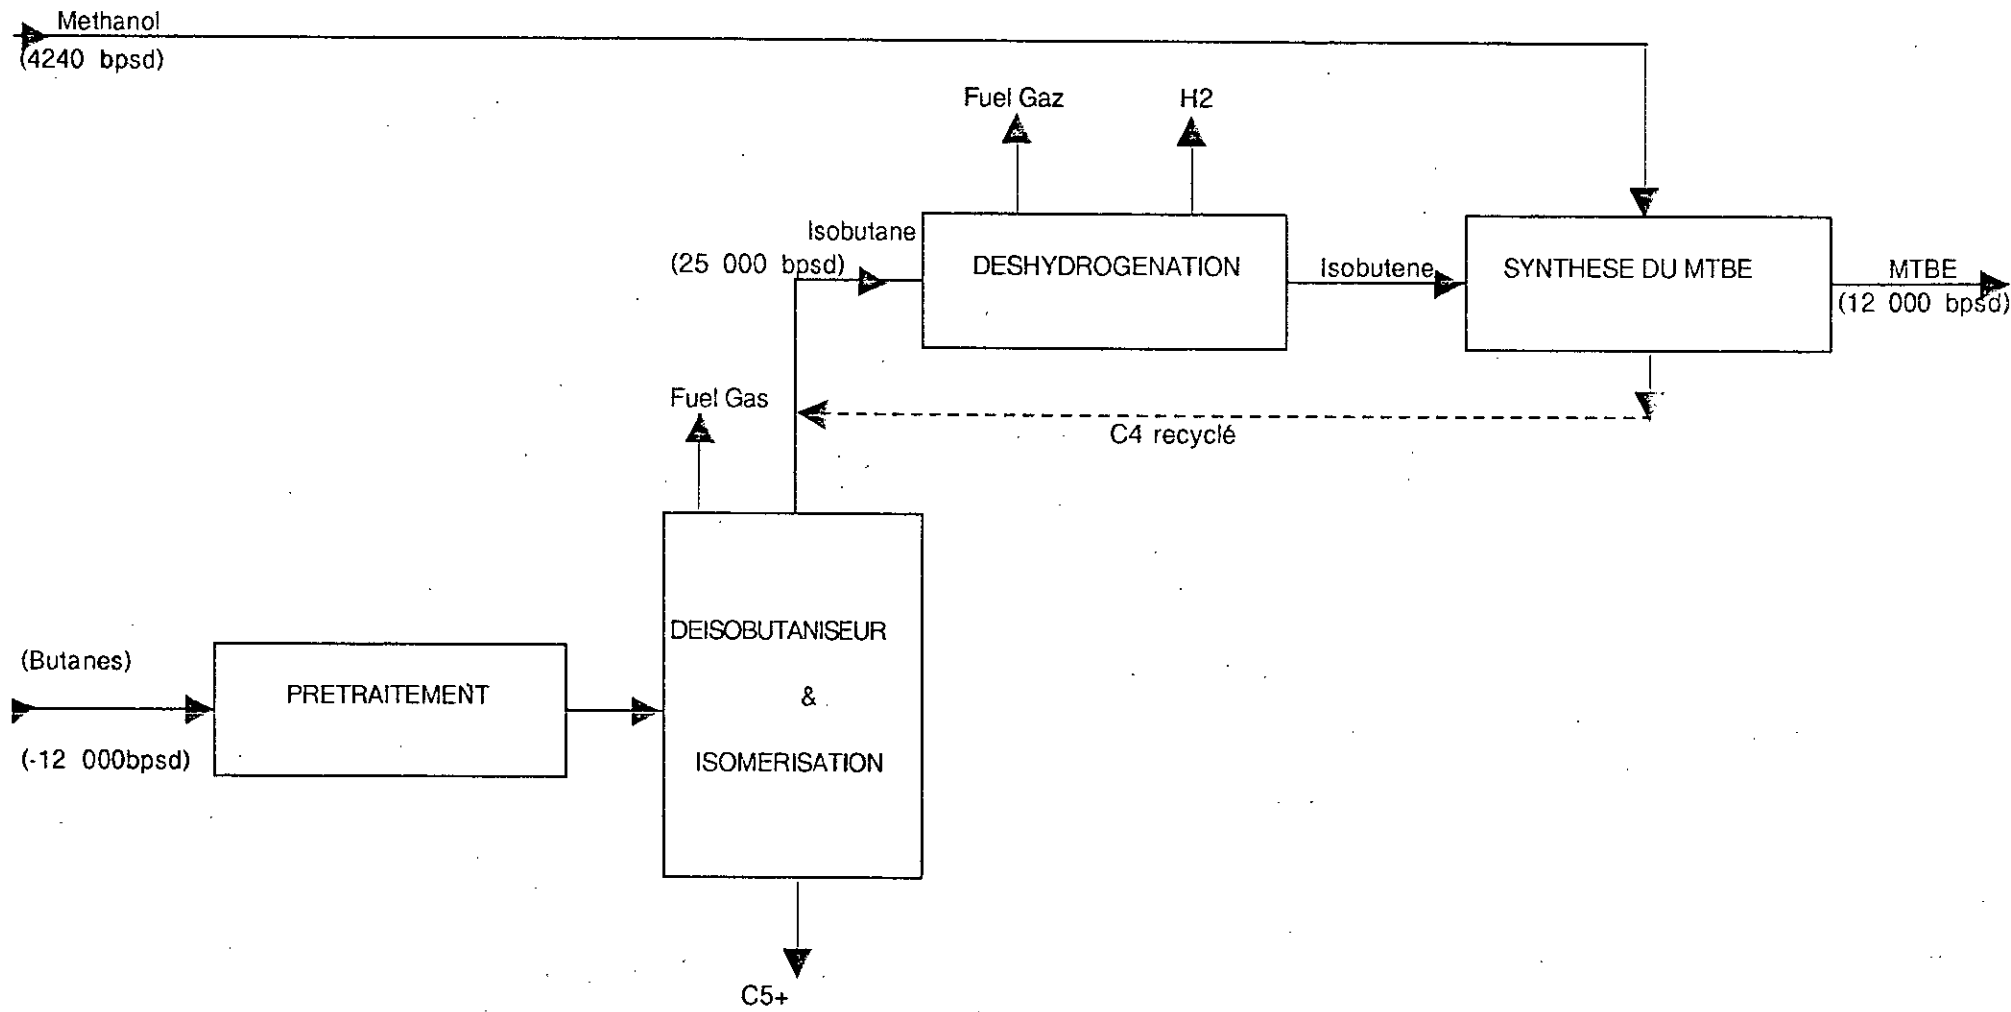 Methanol
(4240 bpsd)
Fuel Gaz
H2
Isobutane
(25 000 bpsd)
DESHYDROGENATION
Isobutene
SYNTHESE DU MTBE
MTBE
(12 000 bpsd)
Fuel Gas
C4 recyclé
DEISOBUTANISEUR
&
ISOMERISATION
(Butanes)
PRETRAITEMENT
(-12 000bpsd)
C5+